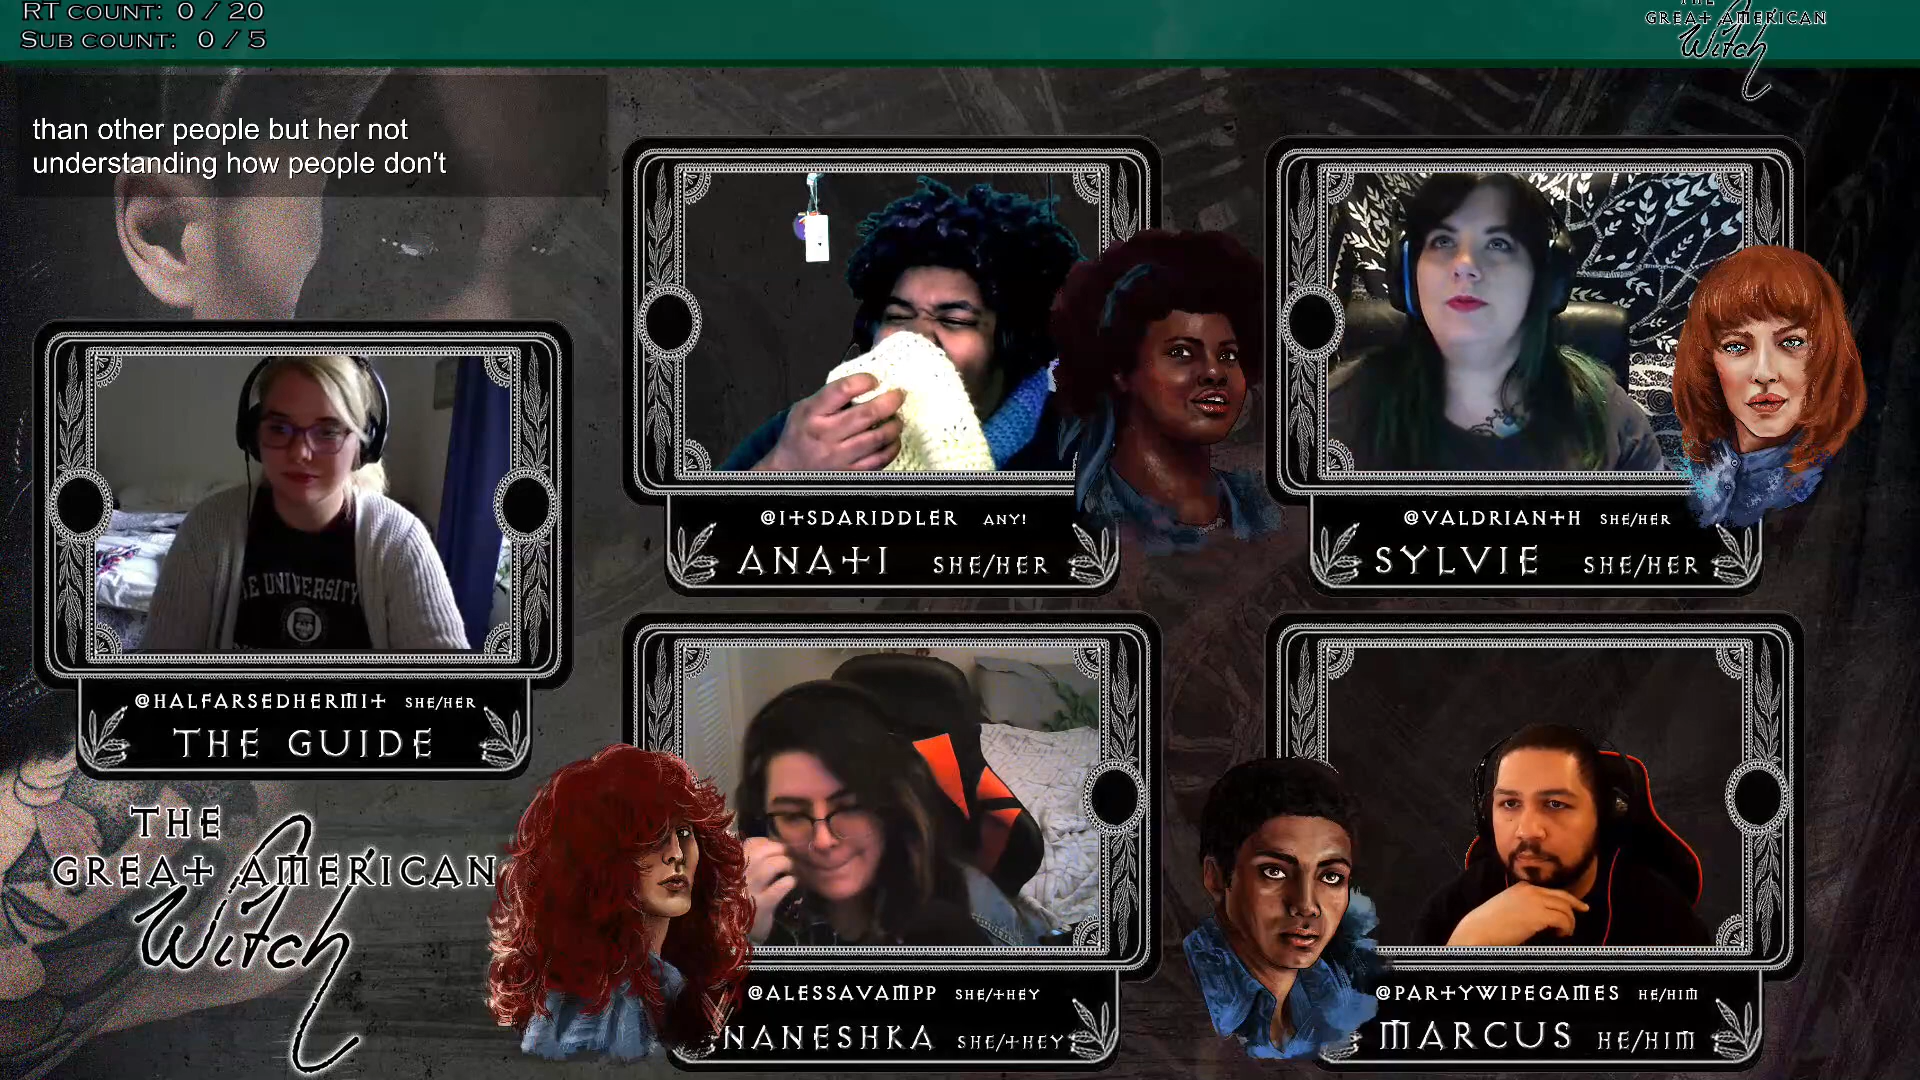 RT COUNT: 0 / 20
SUB COUNT: 0 / 5
THE
GREAT AMERICAN
Witch
than other people but her not
understanding how people don't
@ITSDARIDDLER ANY!
ANATI SHE/HER
@VALDRIANTH SHE/HER
SYLVIE SHE/HER
UNIVERSITY
@HALFARSEDHERMIT SHE/HER
THE GUIDE
THE
GREAT AMERICAN
Witch
@ALESSAVAMPP SHE/THEY
NANESHKA SHE/THEY
@PARTYWIPEGAMES HE/HIM
MARCUS HE/HIM